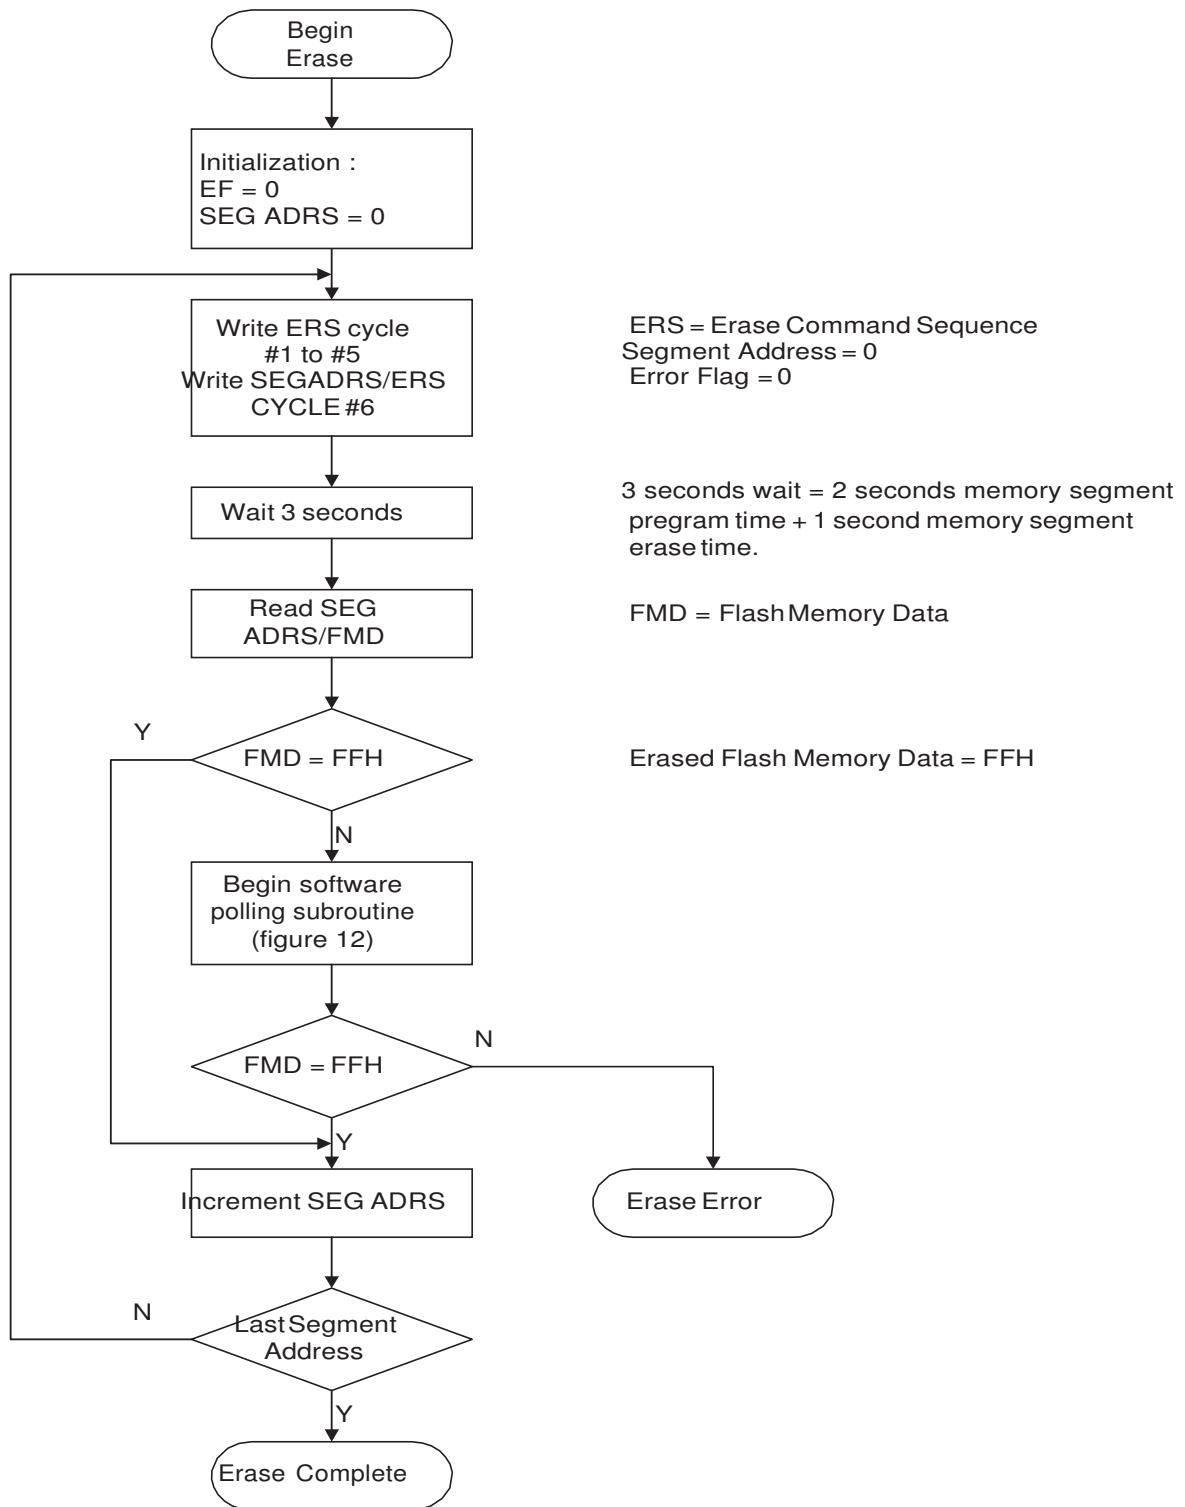 Begin
Erase
Initialization :
EF = 0
SEG ADRS = 0
Write ERS cycle
#1 to #5
Write SEGADRS/ERS
CYCLE #6
ERS = Erase Command Sequence
Segment Address = 0
Error Flag = 0
Wait 3 seconds
3 seconds wait = 2 seconds memory segment
pregram time + 1 second memory segment
erase time.
Read SEG
ADRS/FMD
FMD = Flash Memory Data
Y
FMD = FFH
Erased Flash Memory Data = FFH
N
Begin software
polling subroutine
(figure 12)
N
FMD = FFH
Y
Increment SEG ADRS
Erase Error
N
Last Segment
Address
Y
Erase Complete